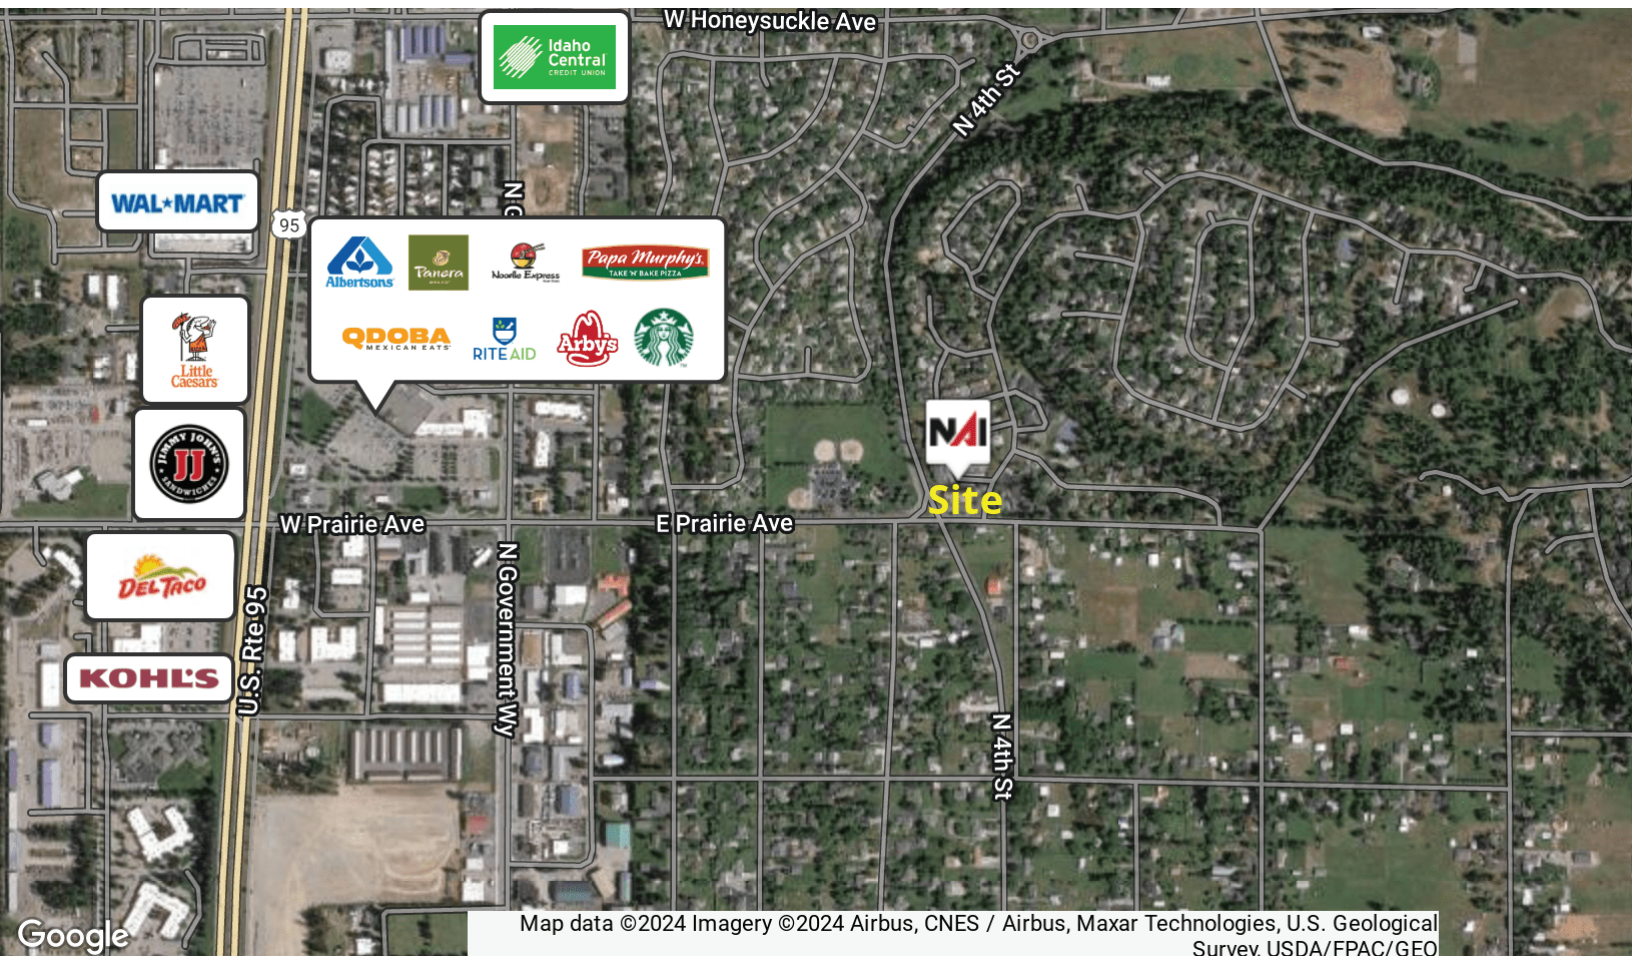 W Honeysuckle Ave
Idaho
Central
CREDIT UNION
N 4th St
WAL★MART
95
Albertsons
Panera
BREAD
Noodle Express
Papa Murphy's
TAKE 'N' BAKE PIZZA
QDOBA
MEXICAN EATS
RITE AID
Arby's
Little
Caesars
JIMMY JOHN'S
JJ
SANDWICHES
NAI
Site
W Prairie Ave
E Prairie Ave
DEL TACO
N Government Wy
U.S. Rte 95
KOHL'S
N 4th St
Google
Map data ©2024 Imagery ©2024 Airbus, CNES / Airbus, Maxar Technologies, U.S. Geological
Survey, USDA/FPAC/GEO